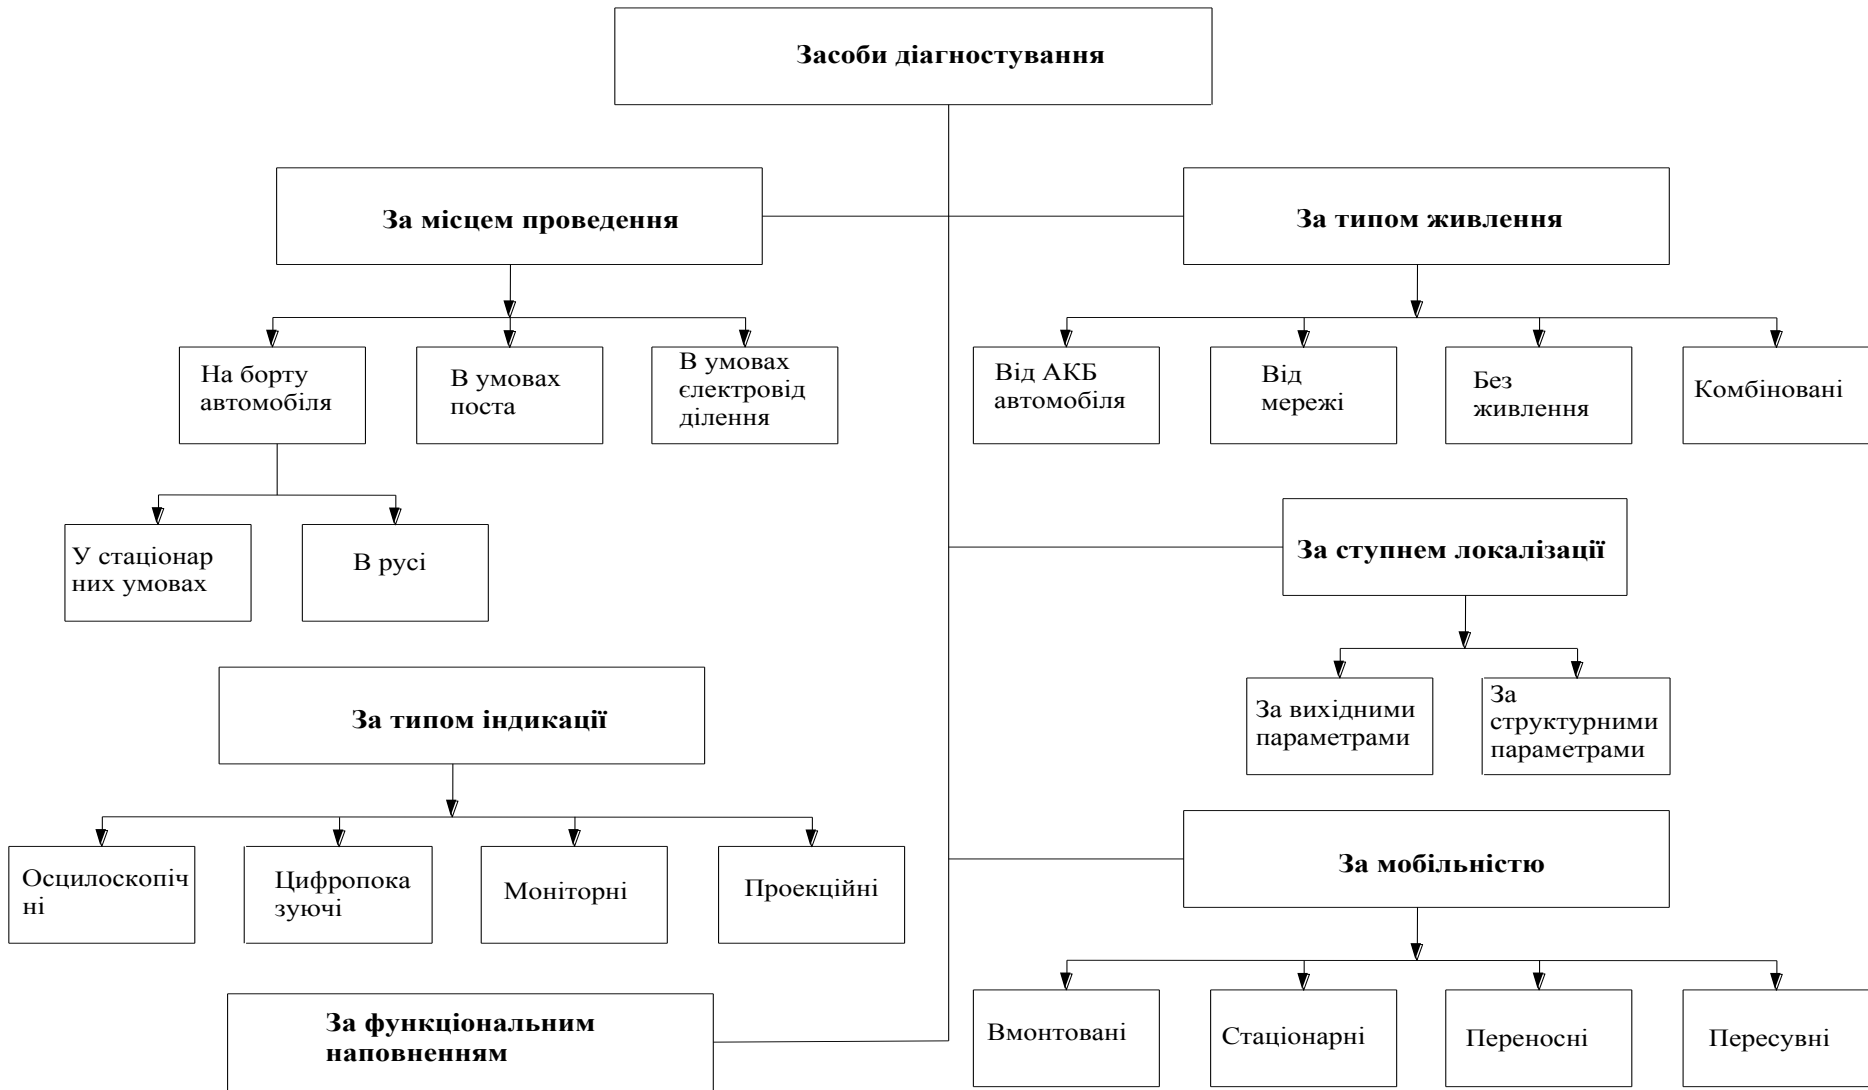 Засоби діагностування
За місцем проведення
За типом живлення
На борту
автомобіля
В умовах
поста
В умовах
єлектровід
ділення
Від АКБ
автомобіля
Від
мережі
Без
живлення
Комбіновані
У стаціонар
них умовах
В русі
За ступнем локалізації
За вихідними
параметрами
За
структурними
параметрами
За типом індикації
Осцилоскопіч
ні
Цифропока
зуючі
Моніторні
Проекційні
За мобільністю
Вмонтовані
Стаціонарні
Переносні
Пересувні
За функціональним
наповненням